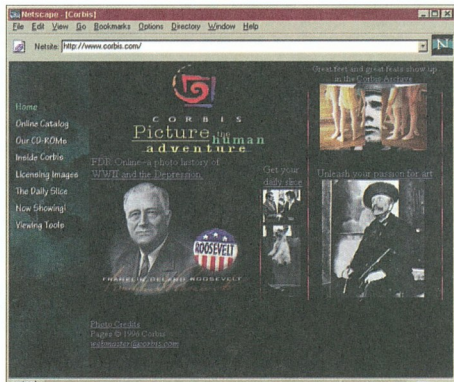 Netscape - [Corbis]
File Edit View Go Bookmarks Options Directory Window Help
Netsite: http://www.corbis.com/
N
Home
Online Catalog
Our CD-ROMs
Inside Corbis
Licensing Images
The Daily Slice
Now Showing!
Viewing Tools
CORBIS
Picture the human
adventure
FDR Online-a photo history of
WWII and the Depression.
ROOSEVELT
FRANKLIN DELANO ROOSEVELT
Get your
daily slice
Great feet and great feats show up
in the Corbis Archive
Unleash your passion for art
Photo Credits
Pages © 1996 Corbis
webmaster@corbis.com